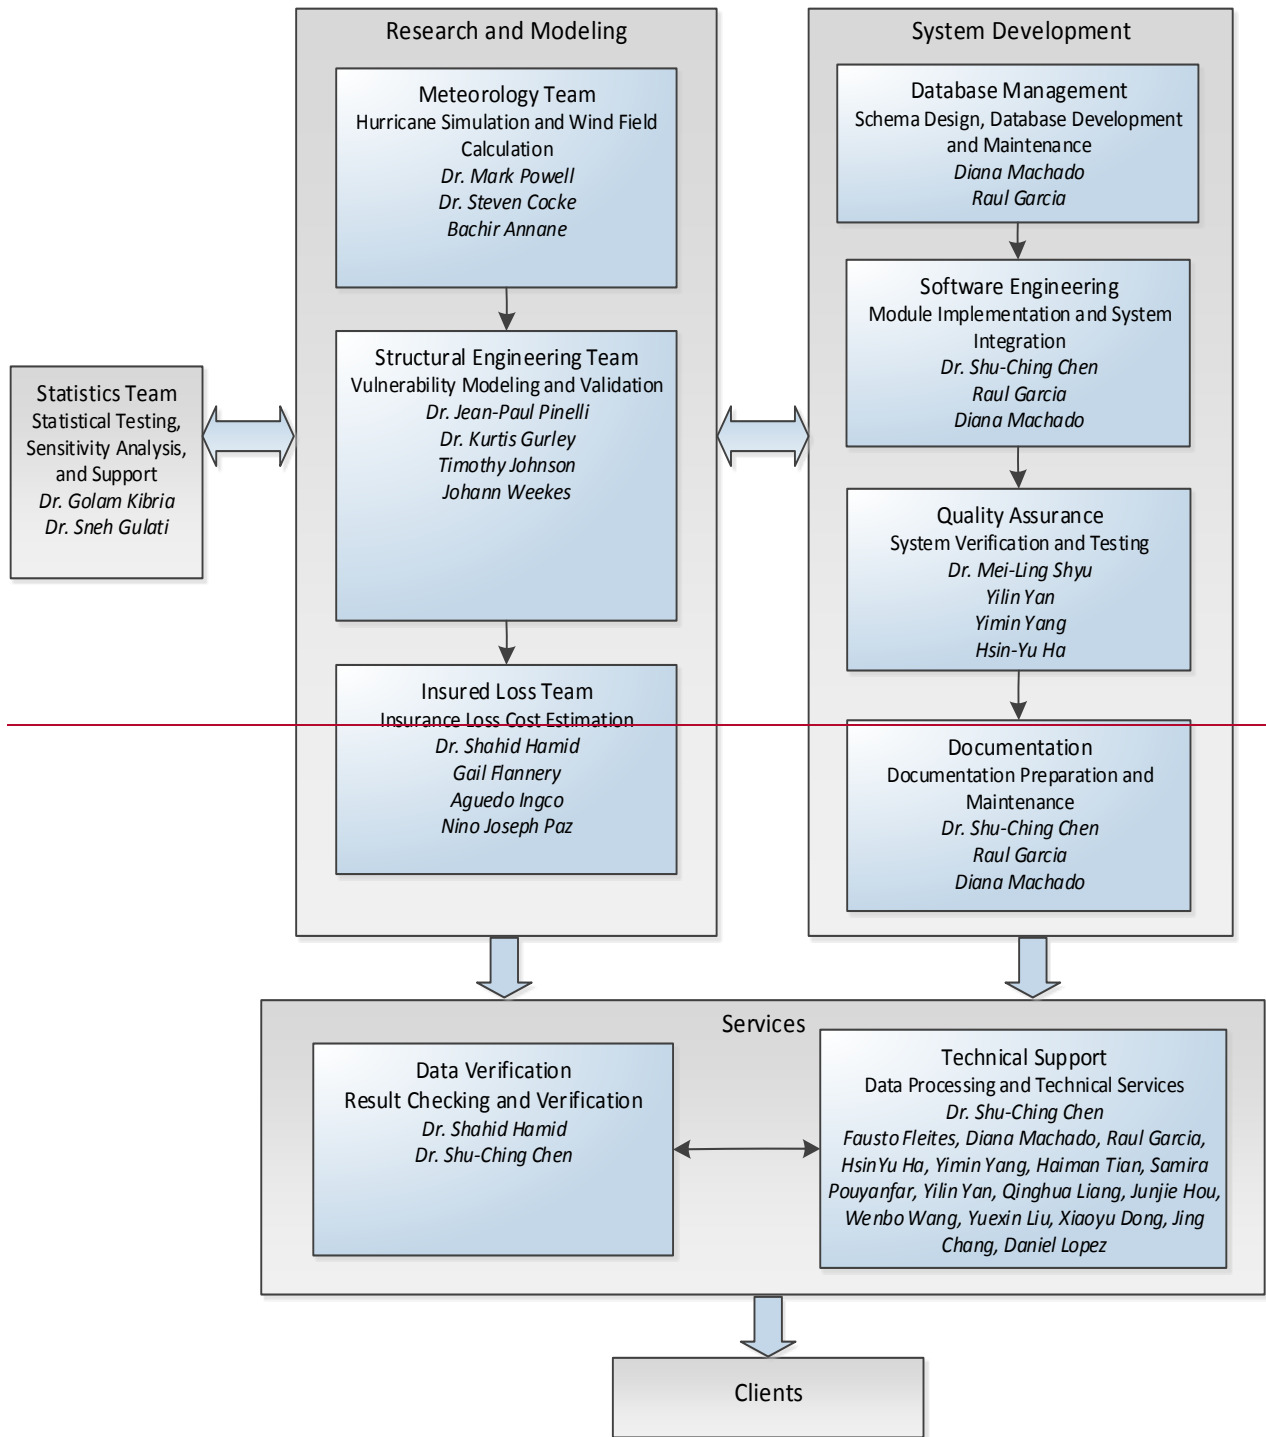 Research and Modeling
Meteorology Team
Hurricane Simulation and Wind Field
Calculation
Dr. Mark Powell
Dr. Steven Cocke
Bachir Annane
Structural Engineering Team
Vulnerability Modeling and Validation
Dr. Jean-Paul Pinelli
Dr. Kurtis Gurley
Timothy Johnson
Johann Weekes
Insured Loss Team
Insurance Loss Cost Estimation
Dr. Shahid Hamid
Gail Flannery
Aguedo Ingco
Nino Joseph Paz
System Development
Database Management
Schema Design, Database Development
and Maintenance
Diana Machado
Raul Garcia
Software Engineering
Module Implementation and System
Integration
Dr. Shu-Ching Chen
Raul Garcia
Diana Machado
Quality Assurance
System Verification and Testing
Dr. Mei-Ling Shyu
Yilin Yan
Yimin Yang
Hsin-Yu Ha
Documentation
Documentation Preparation and
Maintenance
Dr. Shu-Ching Chen
Raul Garcia
Diana Machado
Statistics Team
Statistical Testing,
Sensitivity Analysis,
and Support
Dr. Golam Kibria
Dr. Sneh Gulati
Services
Data Verification
Result Checking and Verification
Dr. Shahid Hamid
Dr. Shu-Ching Chen
Technical Support
Data Processing and Technical Services
Dr. Shu-Ching Chen
Fausto Fleites, Diana Machado, Raul Garcia,
HsinYu Ha, Yimin Yang, Haiman Tian, Samira
Pouyanfar, Yilin Yan, Qinghua Liang, Junjie Hou,
Wenbo Wang, Yuexin Liu, Xiaoyu Dong, Jing
Chang, Daniel Lopez
Clients